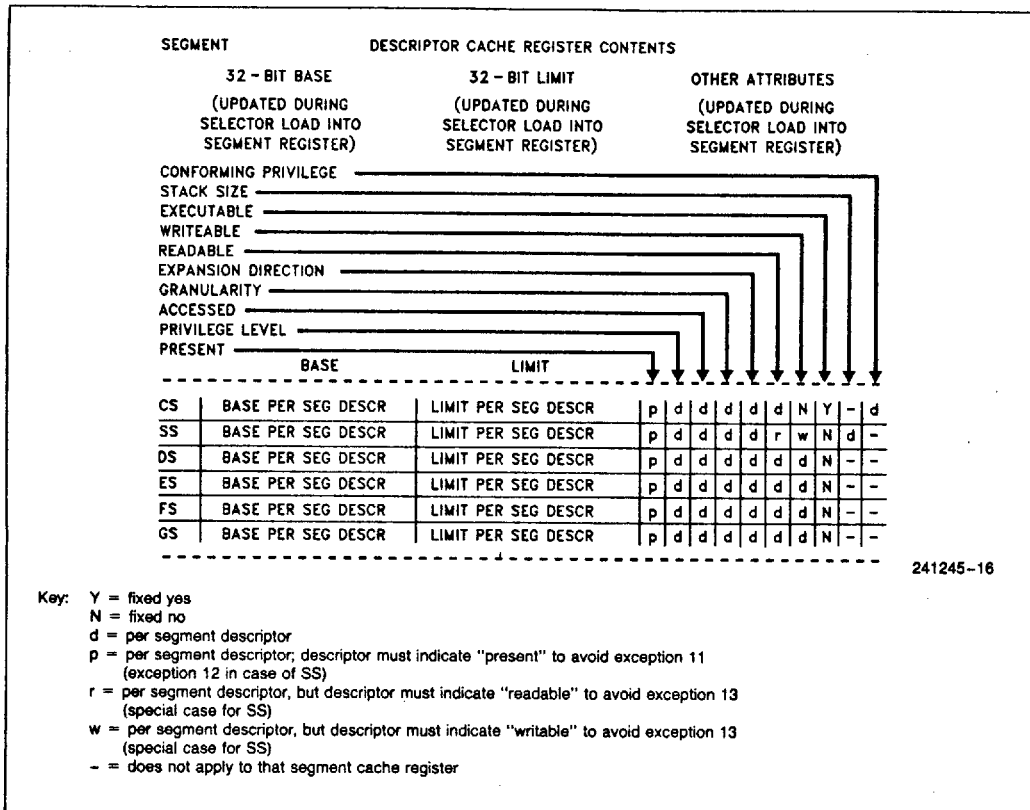 SEGMENT DESCRIPTOR CACHE REGISTER CONTENTS
32 - BIT BASE 32 - BIT LIMIT OTHER ATTRIBUTES
(UPDATED DURING (UPDATED DURING (UPDATED DURING
SELECTOR LOAD INTO SELECTOR LOAD INTO SELECTOR LOAD INTO
SEGMENT REGISTER) SEGMENT REGISTER) SEGMENT REGISTER)
CONFORMING PRIVILEGE
STACK SIZE
EXECUTABLE
WRITEABLE
READABLE
EXPANSION DIRECTION
GRANULARITY
ACCESSED
PRIVILEGE LEVEL
PRESENT
BASE LIMIT
CS BASE PER SEG DESCR LIMIT PER SEG DESCR p d d d d d N Y - d
SS BASE PER SEG DESCR LIMIT PER SEG DESCR p d d d d r w N d -
DS BASE PER SEG DESCR LIMIT PER SEG DESCR p d d d d d d N - -
ES BASE PER SEG DESCR LIMIT PER SEG DESCR p d d d d d d N - -
FS BASE PER SEG DESCR LIMIT PER SEG DESCR p d d d d d d N - -
GS BASE PER SEG DESCR LIMIT PER SEG DESCR p d d d d d d N - -
241245-16
Key: Y = fixed yes
N = fixed no
d = per segment descriptor
p = per segment descriptor; descriptor must indicate "present" to avoid exception 11
(exception 12 in case of SS)
r = per segment descriptor, but descriptor must indicate "readable" to avoid exception 13
(special case for SS)
w = per segment descriptor, but descriptor must indicate "writable" to avoid exception 13
(special case for SS)
- = does not apply to that segment cache register